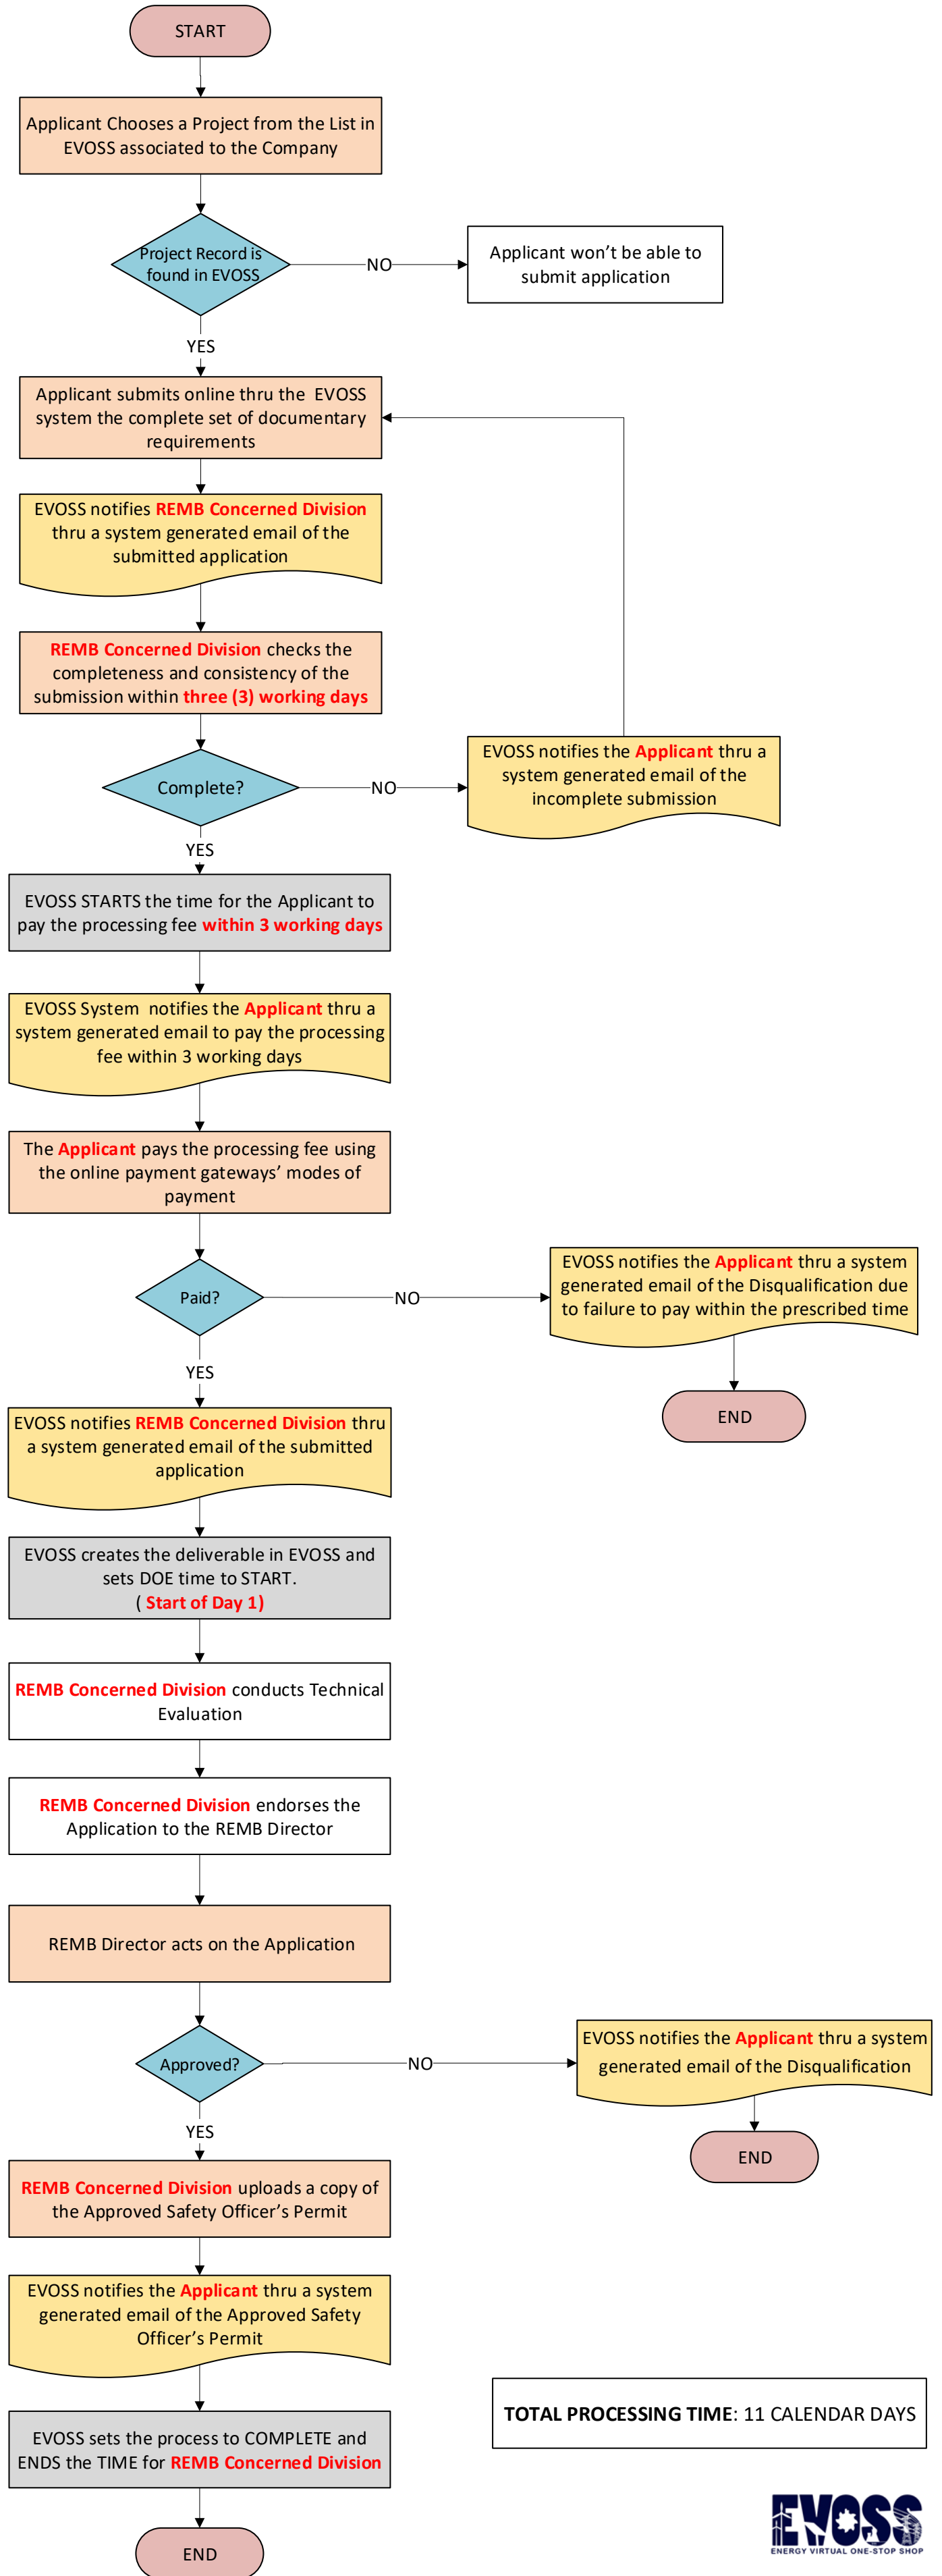 START
Applicant Chooses a Project from the List in
EVOSS associated to the Company
Project Record is
found in EVOSS
NO
Applicant won't be able to
submit application
YES
Applicant submits online thru the EVOSS
system the complete set of documentary
requirements
EVOSS notifies REMB Concerned Division
thru a system generated email of the
submitted application
REMB Concerned Division checks the
completeness and consistency of the
submission within three (3) working days
Complete?
NO
EVOSS notifies the Applicant thru a
system generated email of the
incomplete submission
YES
EVOSS STARTS the time for the Applicant to
pay the processing fee within 3 working days
EVOSS System notifies the Applicant thru a
system generated email to pay the processing
fee within 3 working days
The Applicant pays the processing fee using
the online payment gateways' modes of
payment
Paid?
NO
EVOSS notifies the Applicant thru a system
generated email of the Disqualification due
to failure to pay within the prescribed time
END
YES
EVOSS notifies REMB Concerned Division thru
a system generated email of the submitted
application
EVOSS creates the deliverable in EVOSS and
sets DOE time to START.
( Start of Day 1)
REMB Concerned Division conducts Technical
Evaluation
REMB Concerned Division endorses the
Application to the REMB Director
REMB Director acts on the Application
Approved?
NO
EVOSS notifies the Applicant thru a system
generated email of the Disqualification
END
YES
REMB Concerned Division uploads a copy of
the Approved Safety Officer's Permit
EVOSS notifies the Applicant thru a system
generated email of the Approved Safety
Officer's Permit
TOTAL PROCESSING TIME: 11 CALENDAR DAYS
EVOSS sets the process to COMPLETE and
ENDS the TIME for REMB Concerned Division
END
EVOSS
ENERGY VIRTUAL ONE-STOP SHOP